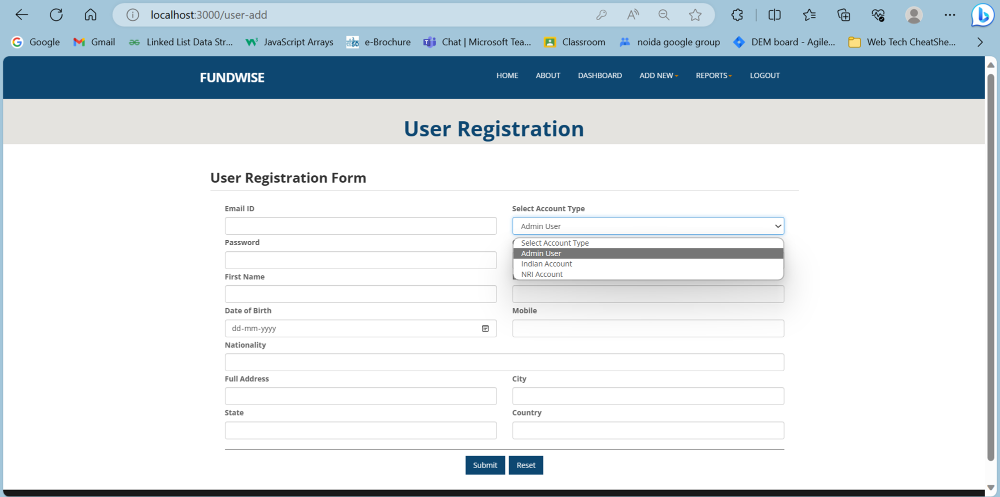 localhost:3000/user-add
Google Gmail Linked List Data Str... JavaScript Arrays e-Brochure Chat | Microsoft Tea... Classroom noida google group DEM board - Agile... Web Tech CheatShe...
FUNDWISE HOME ABOUT DASHBOARD ADD NEW REPORTS LOGOUT
User Registration
User Registration Form
Email ID Select Account Type
Admin User
Password Select Account Type
Admin User
Indian Account
First Name NRI Account
Date of Birth Mobile
dd-mm-yyyy
Nationality
Full Address City
State Country
Submit Reset